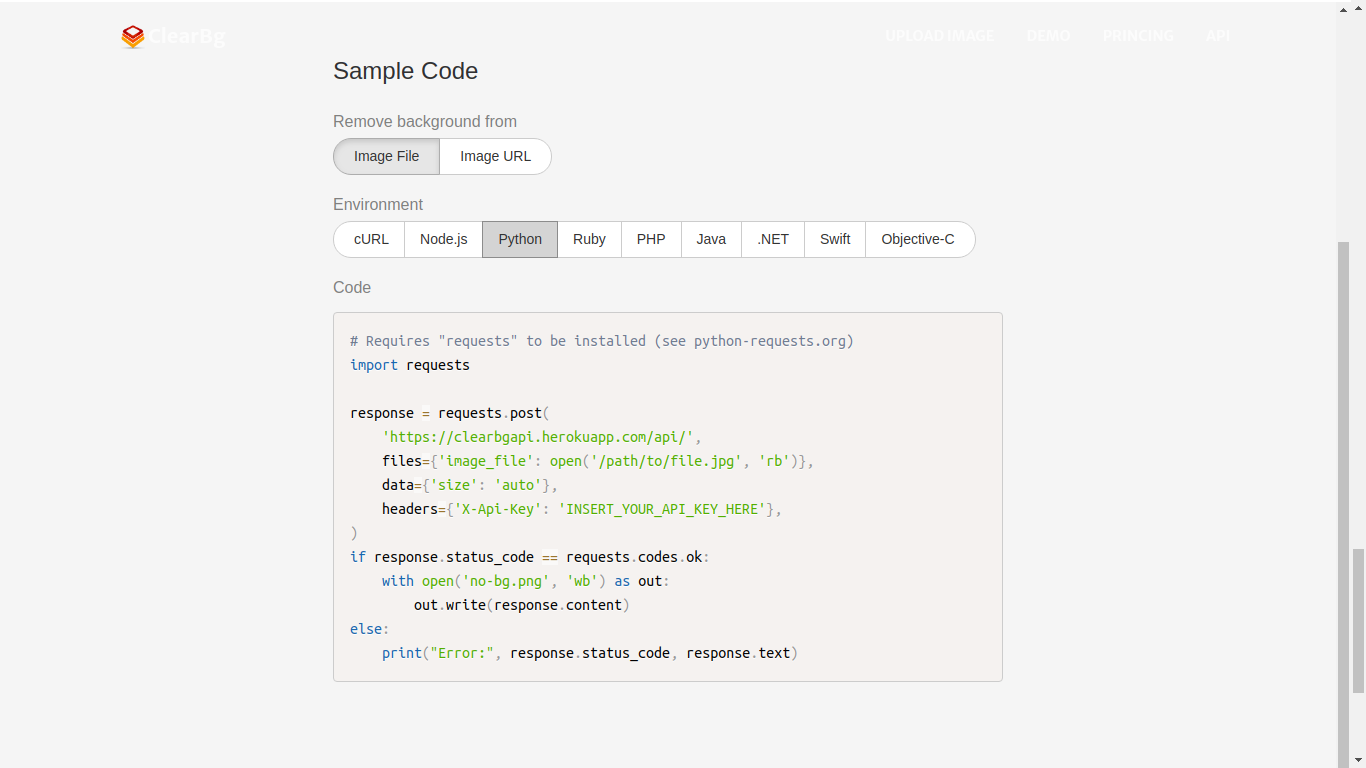 ClearBg
UPLOAD IMAGE DEMO PRINCING API
Sample Code
Remove background from
Image File Image URL
Environment
cURL Node.js Python Ruby PHP Java .NET Swift Objective-C
Code
# Requires "requests" to be installed (see python-requests.org)
import requests
response = requests.post(
'https://clearbgapi.herokuapp.com/api/',
files={'image_file': open('/path/to/file.jpg', 'rb')},
data={'size': 'auto'},
headers={'X-Api-Key': 'INSERT_YOUR_API_KEY_HERE'},
)
if response.status_code == requests.codes.ok:
with open('no-bg.png', 'wb') as out:
out.write(response.content)
else:
print("Error:", response.status_code, response.text)